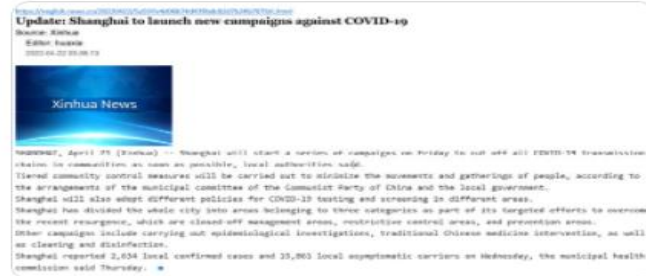 Update: Shanghai to launch new campaigns against COVID-19
Source: Xinhua
Editor: huaxia
Xinhua News
SHANGHAI, April 21 (Xinhua) -- Shanghai will start a series of campaigns on Friday to cut off all COVID-19 transmission
chains in communities as soon as possible, local authorities said.
Tiered community control measures will be carried out to minimize the movements and gatherings of people, according to
the arrangements of the municipal committee of the Communist Party of China and the local government.
Shanghai will also adopt different policies for COVID-19 testing and screening in different areas.
Shanghai has divided the whole city into areas belonging to three categories as part of its targeted efforts to overcome
the recent resurgence, which are closed-off management areas, restrictive control areas, and prevention areas.
Other campaigns include carrying out epidemiological investigations, traditional Chinese medicine intervention, as well
as cleaning and disinfection.
Shanghai reported 2,634 local confirmed cases and 15,861 local asymptomatic carriers on Wednesday, the municipal health
commission said Thursday.